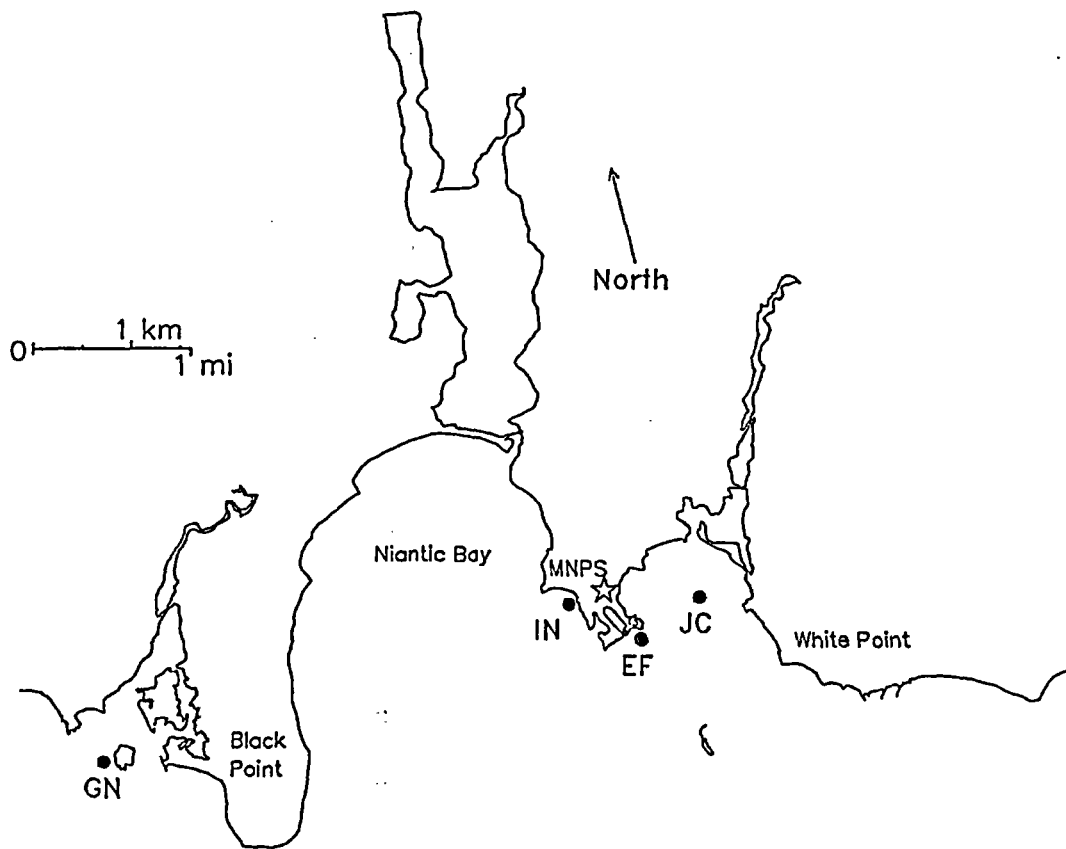 North
1 km
0
1 mi
Niantic Bay
MNPS
IN
JC
EF
White Point
Black
Point
GN